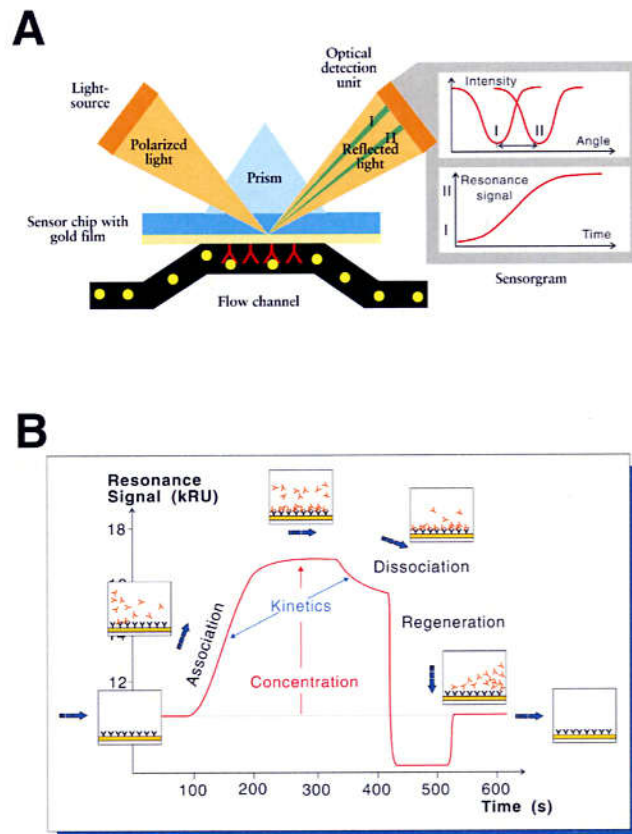 A
Light-
source
Polarized
light
Prism
Optical
detection
unit
I
II
Reflected
light
Sensor chip with
gold film
Flow channel
Intensity
I
II
Angle
Resonance
signal
II
I
Time
Sensorgram
B
Resonance
Signal (kRU)
18
16
14
12
Association
Kinetics
Concentration
Dissociation
Regeneration
100
200
300
400
500
600
Time (s)